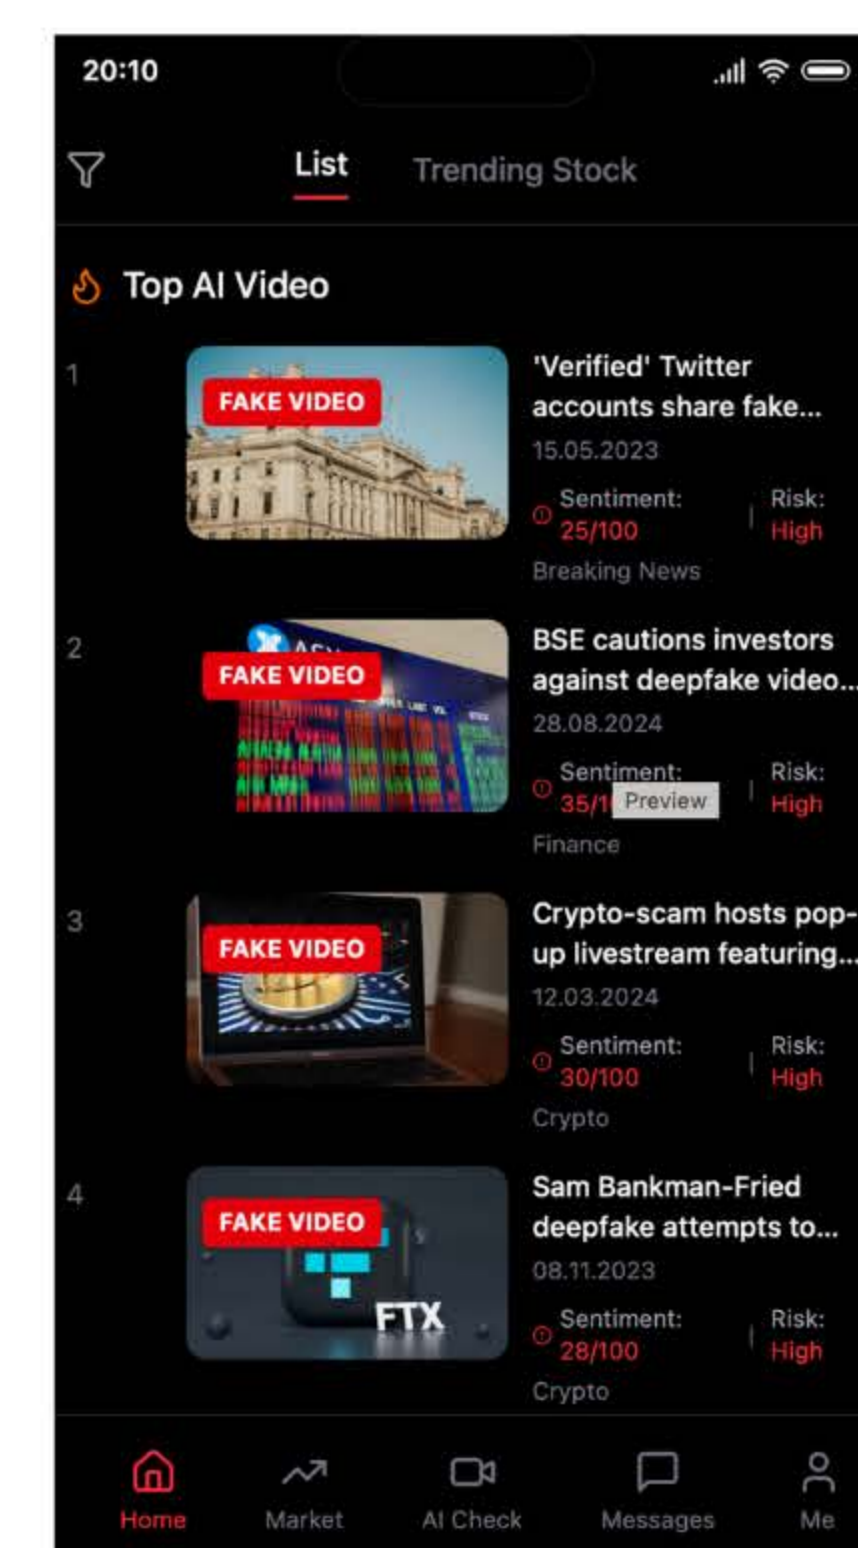 20:10
List
Trending Stock
Top AI Video
1
FAKE VIDEO
'Verified' Twitter
accounts share fake...
15.05.2023
Sentiment:
25/100
Risk:
High
Breaking News
2
FAKE VIDEO
BSE cautions investors
against deepfake video...
28.08.2024
Sentiment:
35/1
Preview
Risk:
High
Finance
3
FAKE VIDEO
Crypto-scam hosts pop-
up livestream featuring...
12.03.2024
Sentiment:
30/100
Risk:
High
Crypto
4
FAKE VIDEO
FTX
Sam Bankman-Fried
deepfake attempts to...
08.11.2023
Sentiment:
28/100
Risk:
High
Crypto
Home
Market
AI Check
Messages
Me